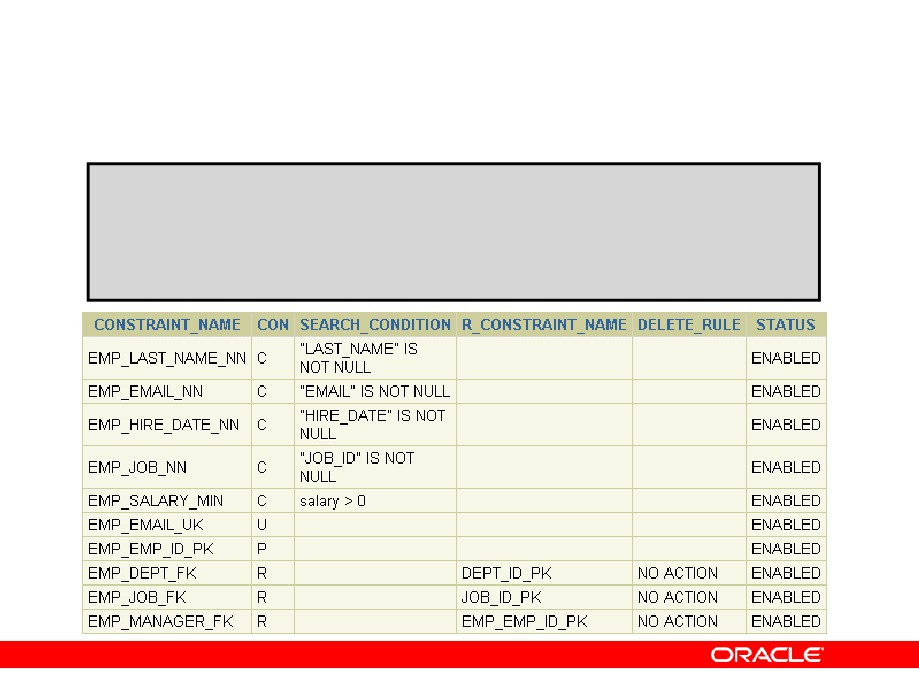 CONSTRAINT_NAME CON SEARCH_CONDITION R_CONSTRAINT_NAME DELETE_RULE STATUS
EMP_LAST_NAME_NN C "LAST_NAME" IS NOT NULL ENABLED
EMP_EMAIL_NN C "EMAIL" IS NOT NULL ENABLED
EMP_HIRE_DATE_NN C "HIRE_DATE" IS NOT NULL ENABLED
EMP_JOB_NN C "JOB_ID" IS NOT NULL ENABLED
EMP_SALARY_MIN C salary > 0 ENABLED
EMP_EMAIL_UK U ENABLED
EMP_EMP_ID_PK P ENABLED
EMP_DEPT_FK R DEPT_ID_PK NO ACTION ENABLED
EMP_JOB_FK R JOB_ID_PK NO ACTION ENABLED
EMP_MANAGER_FK R EMP_EMP_ID_PK NO ACTION ENABLED
ORACLE